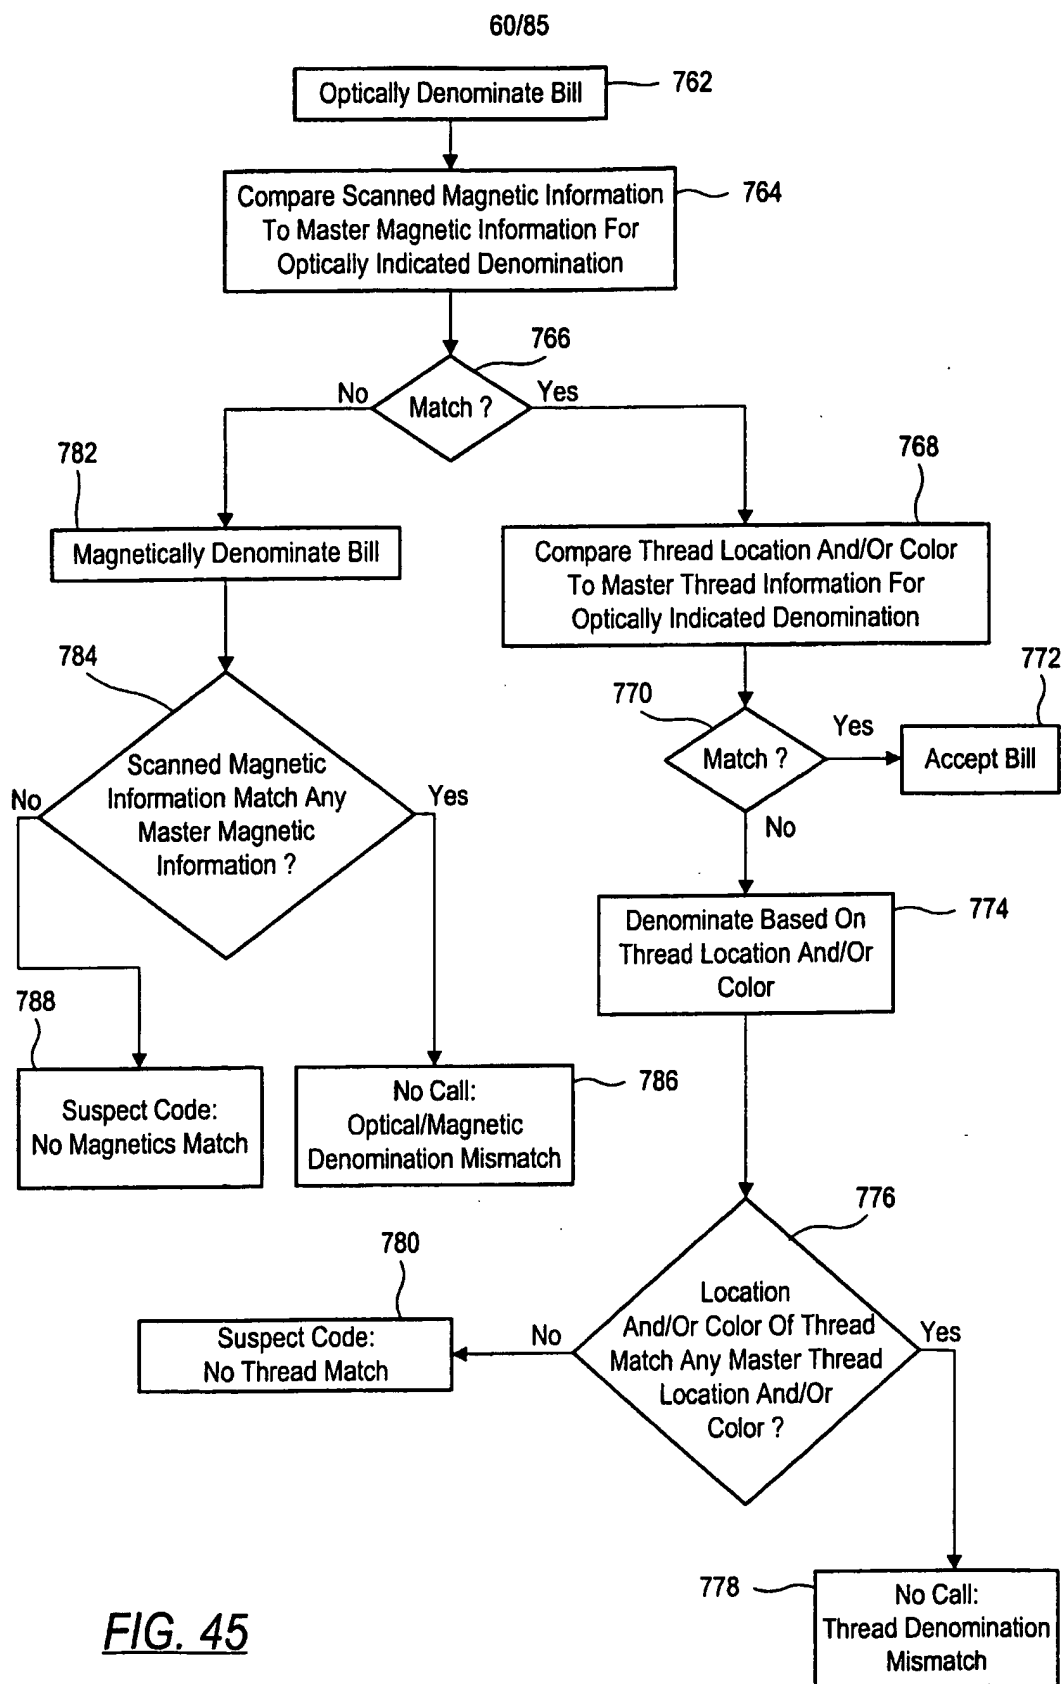 60/85
Optically Denominate Bill
762
Compare Scanned Magnetic Information
To Master Magnetic Information For
Optically Indicated Denomination
764
766
No
Match ?
Yes
782
Magnetically Denominate Bill
768
Compare Thread Location And/Or Color
To Master Thread Information For
Optically Indicated Denomination
784
Scanned Magnetic
Information Match Any
Master Magnetic
Information ?
No
Yes
770
Match ?
Yes
772
Accept Bill
No
Denominate Based On
Thread Location And/Or
Color
774
788
Suspect Code:
No Magnetics Match
No Call:
Optical/Magnetic
Denomination Mismatch
786
776
Location
And/Or Color Of Thread
Match Any Master Thread
Location And/Or
Color ?
No
Yes
780
Suspect Code:
No Thread Match
778
No Call:
Thread Denomination
Mismatch
FIG. 45